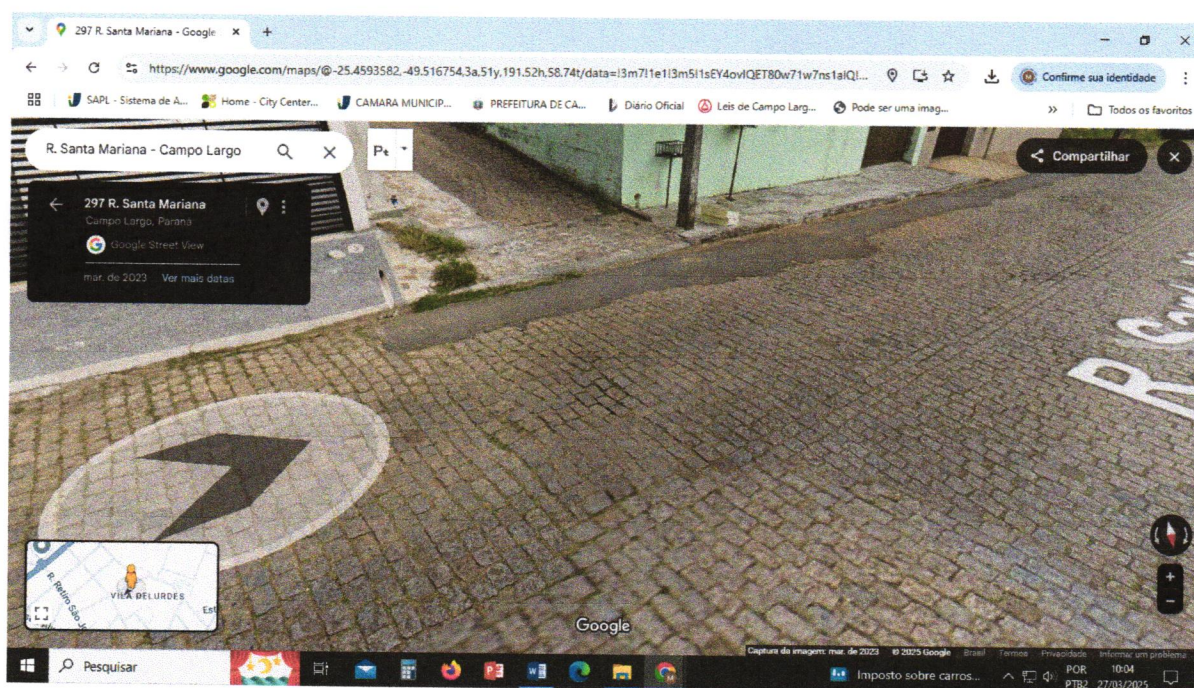 297 R. Santa Mariana - Google
https://www.google.com/maps/@-25.4593582,-49.516754,3a,51y,191.52h,58.74t/data=!3m7!1e1!3m5!1sEY4ovIQET80w71w7ns1aIQ!...
Confirme sua identidade
SAPL - Sistema de A... Home - City Center... CAMARA MUNICIP... PREFEITURA DE CA... Diário Oficial Leis de Campo Larg... Pode ser uma imag... » Todos os favoritos
R. Santa Mariana - Campo Largo
Compartilhar
297 R. Santa Mariana
Campo Largo, Paraná
Google Street View
mar. de 2023 Ver mais datas
R
VILA DELURDES
Est
Google
Captura da imagem: mar. de 2023 © 2025 Google Brasil Termos Privacidade Informar um problema
Pesquisar
Imposto sobre carros...
POR
PTB2
10:04
27/03/2025